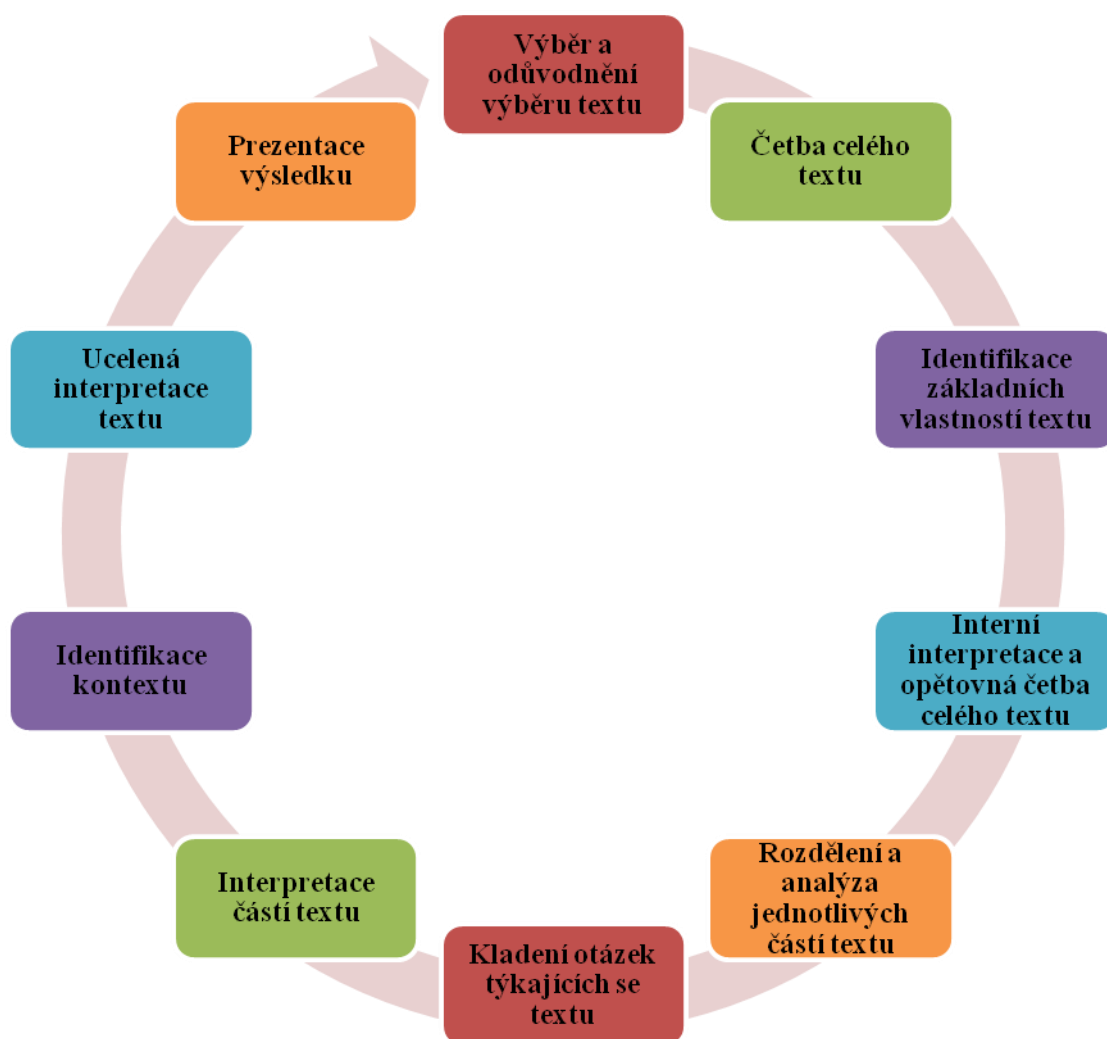 Výběr a
odůvodnění
výběru textu
Četba celého
textu
Identifikace
základních
vlastností textu
Interní
interpretace a
opětovná četba
celého textu
Rozdělení a
analýza
jednotlivých
částí textu
Kladení otázek
týkajících se
textu
Interpretace
částí textu
Identifikace
kontextu
Ucelená
interpretace
textu
Prezentace
výsledku